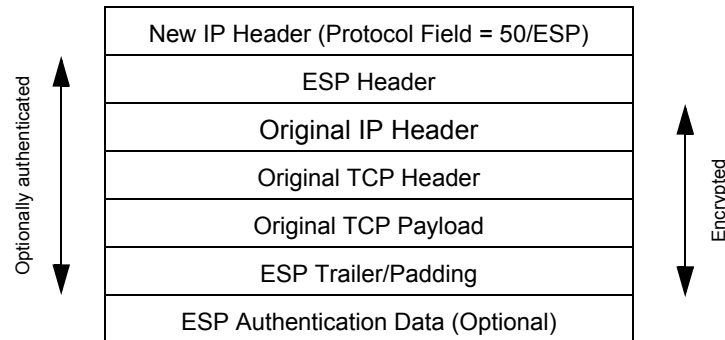 New IP Header (Protocol Field = 50/ESP)
ESP Header
Original IP Header
Original TCP Header
Original TCP Payload
ESP Trailer/Padding
ESP Authentication Data (Optional)
Optionally authenticated
Encrypted